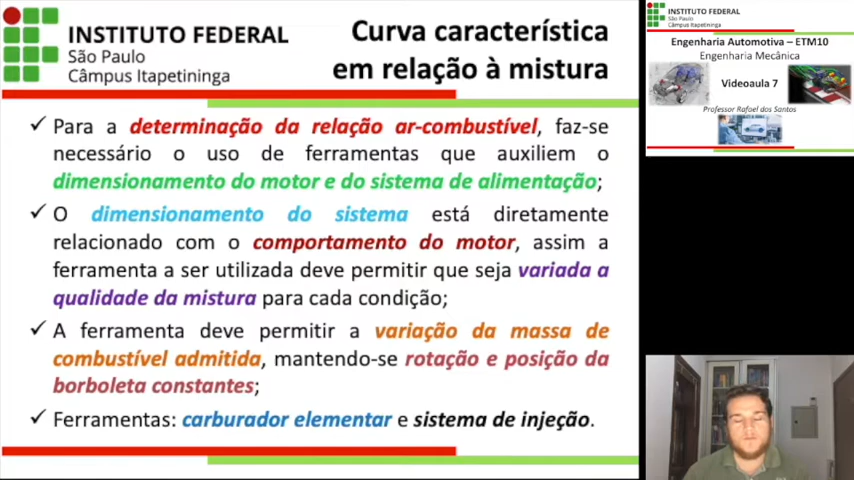 INSTITUTO FEDERAL
São Paulo
Câmpus Itapetininga
Curva característica
em relação à mistura
✓ Para a determinação da relação ar-combustível, faz-se
necessário o uso de ferramentas que auxiliem o
dimensionamento do motor e do sistema de alimentação;
✓ O dimensionamento do sistema está diretamente
relacionado com o comportamento do motor, assim a
ferramenta a ser utilizada deve permitir que seja variada a
qualidade da mistura para cada condição;
✓ A ferramenta deve permitir a variação da massa de
combustível admitida, mantendo-se rotação e posição da
borboleta constantes;
✓ Ferramentas: carburador elementar e sistema de injeção.
INSTITUTO FEDERAL
São Paulo
Câmpus Itapetininga
Engenharia Automotiva – ETM10
Engenharia Mecânica
Videoaula 7
Professor Rafael dos Santos